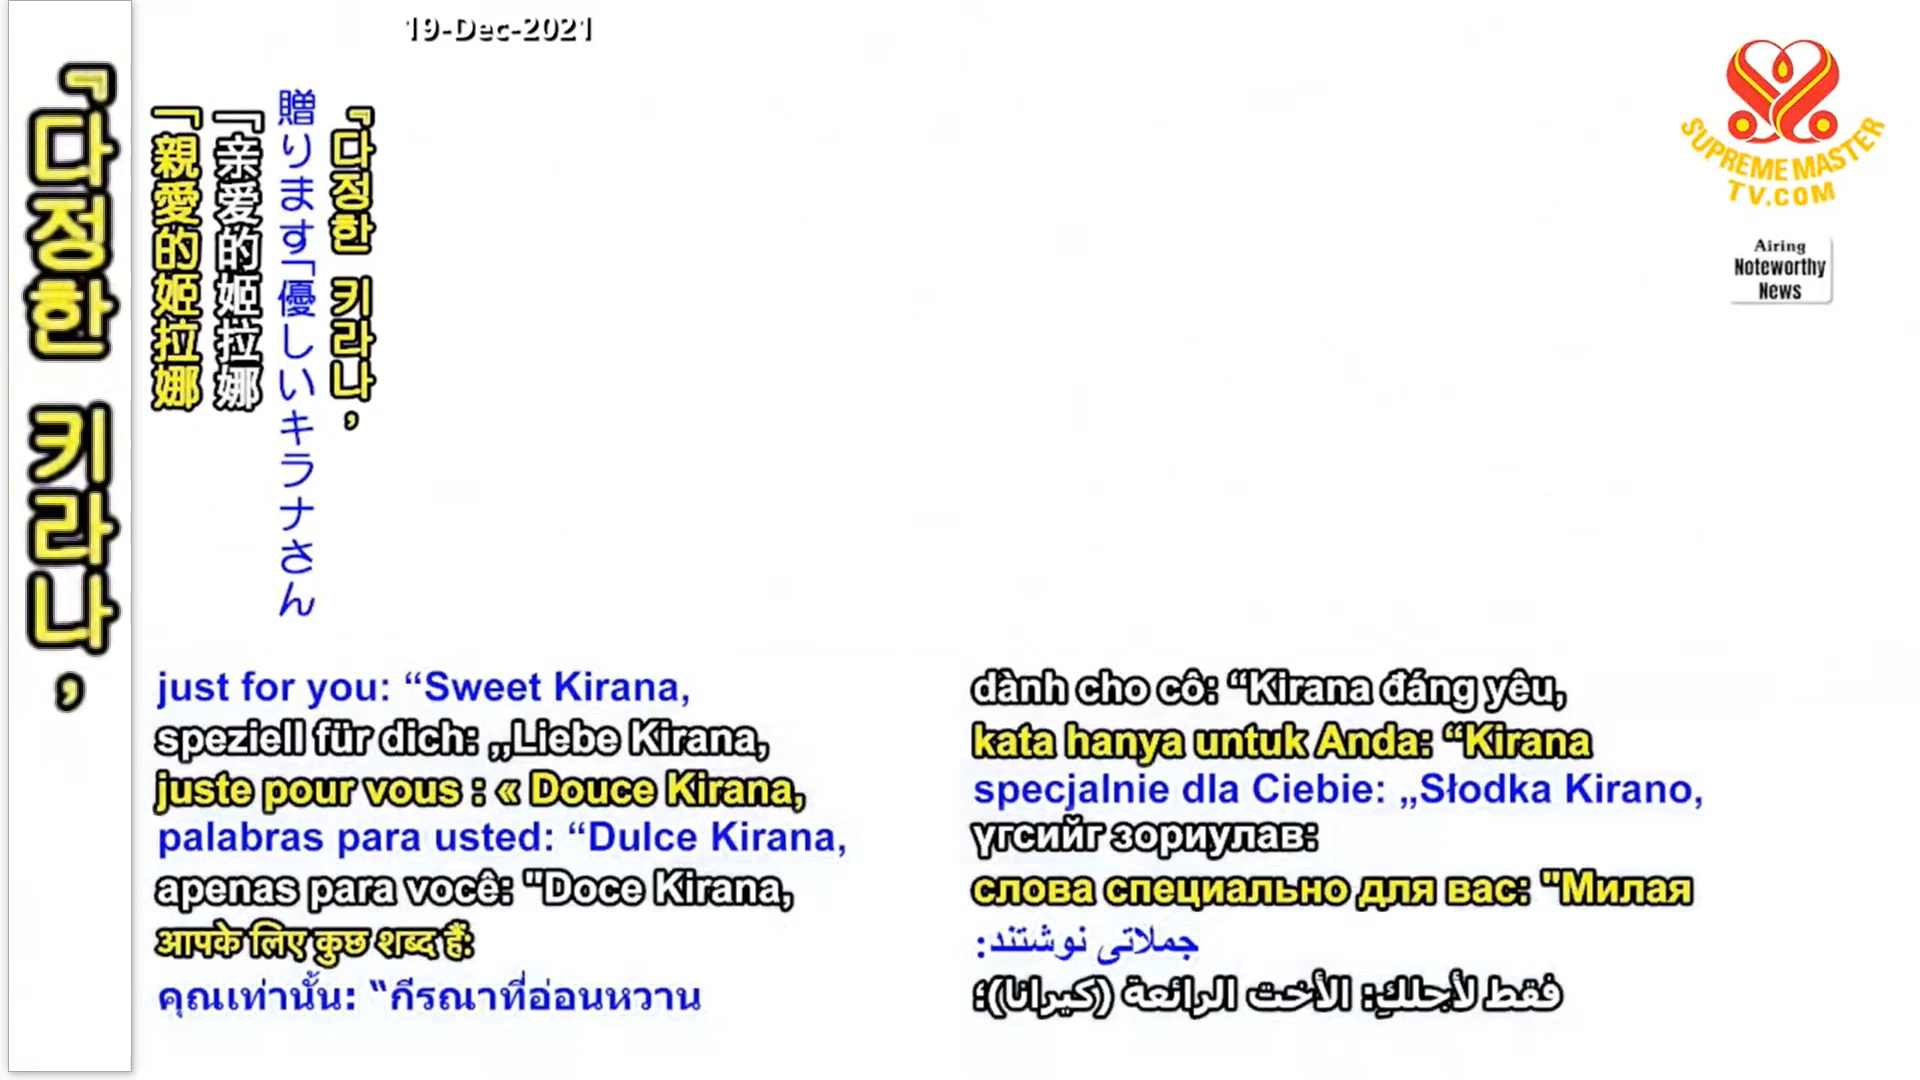 19-Dec-2021
『다정한 키라나,
「親愛的姬拉娜
「亲爱的姬拉娜
贈ります「優しいキラナさん
『다정한 키라나,
SUPREME MASTER
TV.COM
Airing
Noteworthy
News
just for you: “Sweet Kirana,
speziell für dich: „Liebe Kirana,
juste pour vous : « Douce Kirana,
palabras para usted: “Dulce Kirana,
apenas para você: "Doce Kirana,
आपके लिए कुछ शब्द हैं:
คุณเท่านั้น: “กีรณาที่อ่อนหวาน
dành cho cô: “Kirana đáng yêu,
kata hanya untuk Anda: “Kirana
specjalnie dla Ciebie: „Słodka Kirano,
үгсийг зориулав:
слова специально для вас: "Милая
جملاتی نوشتند:
فقط لأجلكِ: الأخت الرائعة (كيرانا)؛